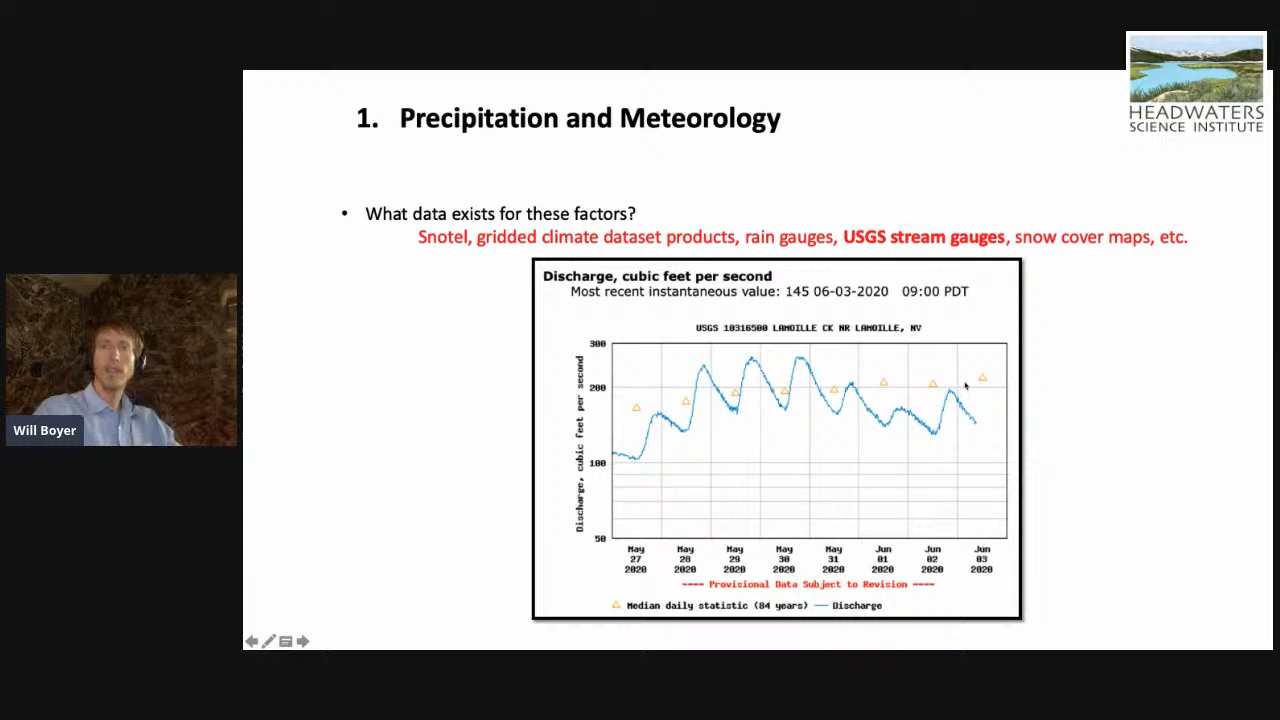 HEADWATERS
SCIENCE INSTITUTE
1. Precipitation and Meteorology
• What data exists for these factors?
Snotel, gridded climate dataset products, rain gauges, USGS stream gauges, snow cover maps, etc.
Discharge, cubic feet per second
Most recent instantaneous value: 145 06-03-2020 09:00 PDT
USGS 10316500 LAMOILLE CK NR LAMOILLE, NV
Discharge, cubic feet per second
300
200
100
50
May May May May May Jun Jun Jun
27 28 29 30 31 01 02 03
2020 2020 2020 2020 2020 2020 2020 2020
---- Provisional Data Subject to Revision ----
Median daily statistic (84 years) Discharge
Will Boyer